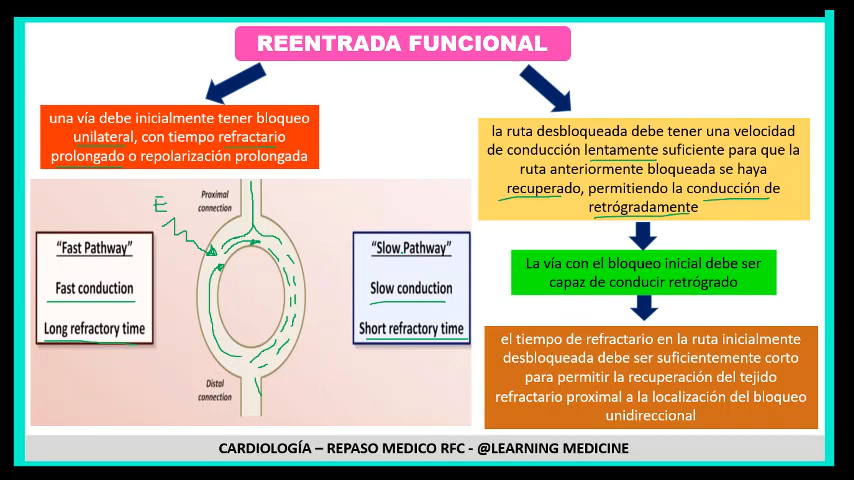 REENTRADA FUNCIONAL
una vía debe inicialmente tener bloqueo
unilateral, con tiempo refractario
prolongado o repolarización prolongada
la ruta desbloqueada debe tener una velocidad
de conducción lentamente suficiente para que la
ruta anteriormente bloqueada se haya
recuperado, permitiendo la conducción de
retrógradamente
Proximal
connection
E
"Fast Pathway"
Fast conduction
Long refractory time
"Slow Pathway"
Slow conduction
Short refractory time
Distal
connection
La vía con el bloqueo inicial debe ser
capaz de conducir retrógrado
el tiempo de refractario en la ruta inicialmente
desbloqueada debe ser suficientemente corto
para permitir la recuperación del tejido
refractario proximal a la localización del bloqueo
unidireccional
CARDIOLOGÍA – REPASO MEDICO RFC - @LEARNING MEDICINE